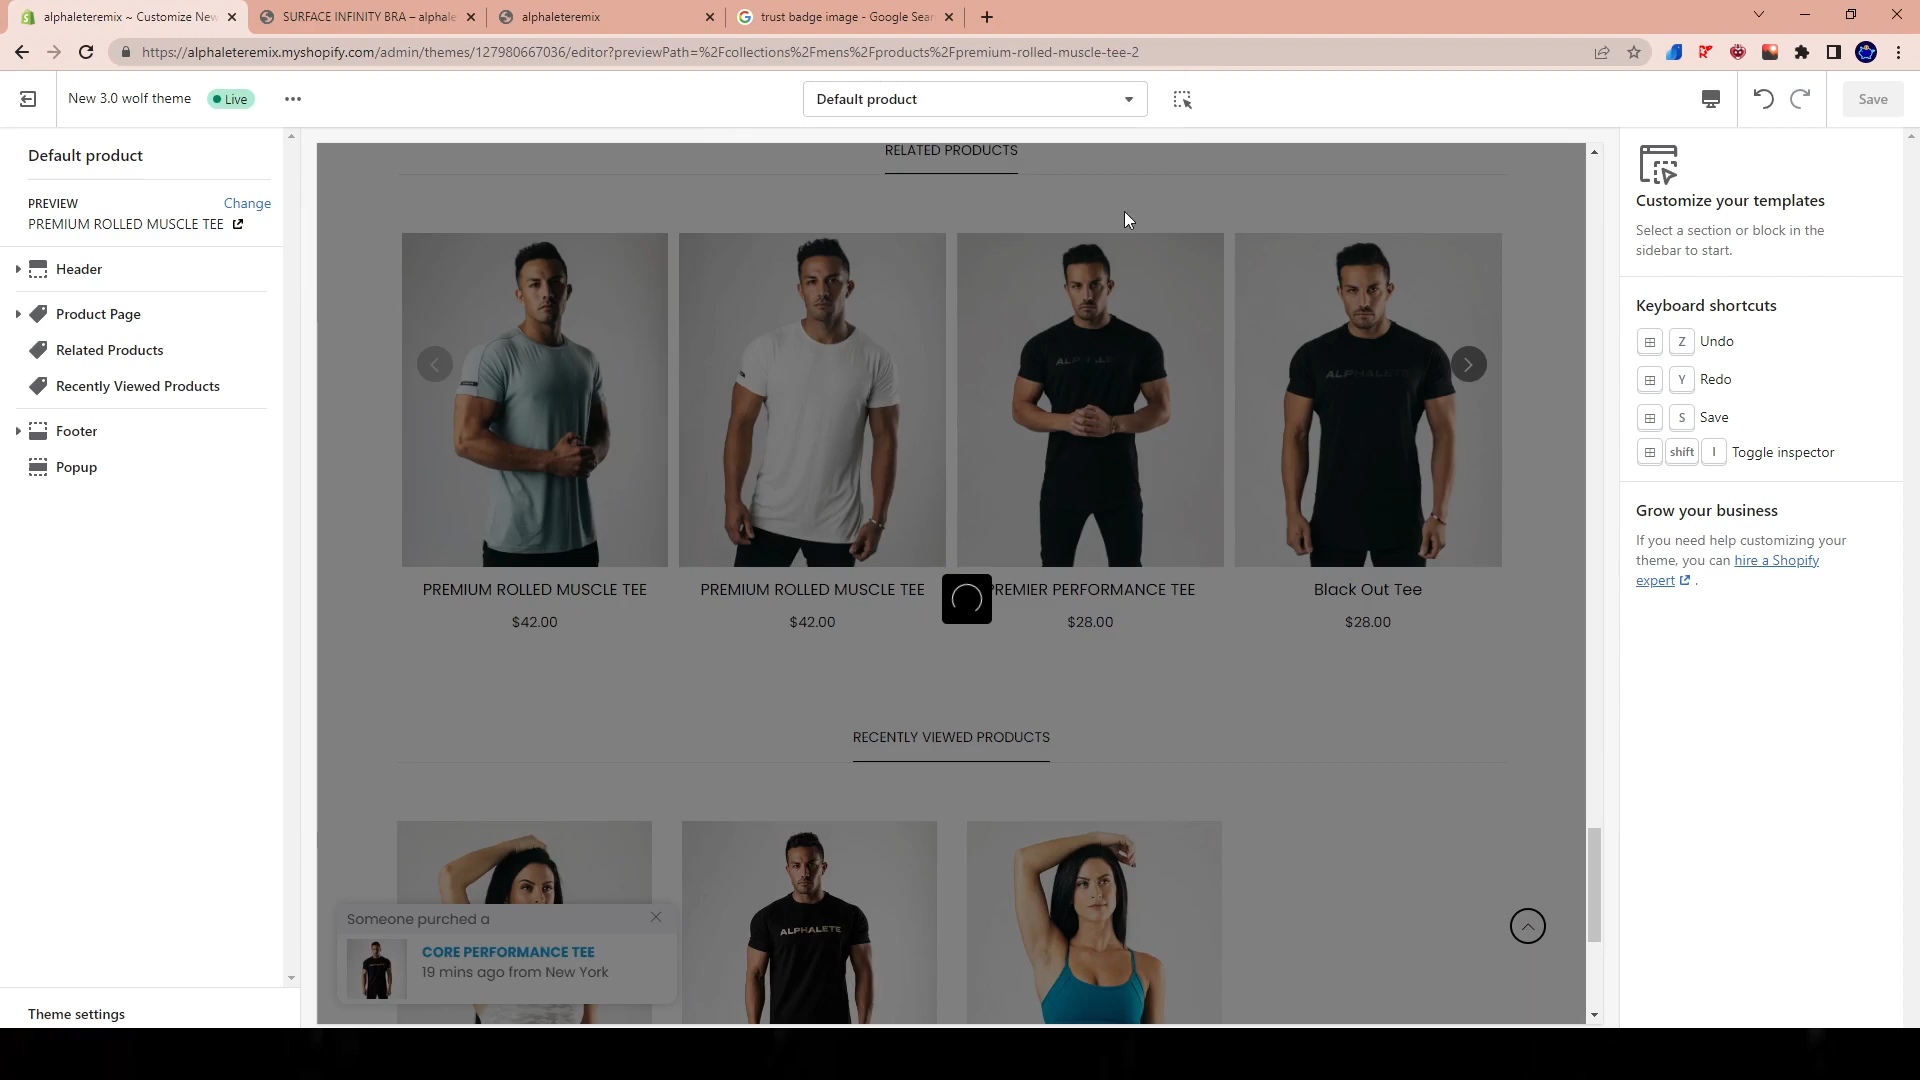 alphaleteremix ~ Customize New
SURFACE INFINITY BRA – alphale
alphaleteremix
trust badge image - Google Sear
https://alphaleteremix.myshopify.com/admin/themes/127980667036/editor?previewPath=%2Fcollections%2Fmens%2Fproducts%2Fpremium-rolled-muscle-tee-2
New 3.0 wolf theme
Live
Default product
Save
Default product
PREVIEW
Change
PREMIUM ROLLED MUSCLE TEE
Header
Product Page
Related Products
Recently Viewed Products
Footer
Popup
Theme settings
RELATED PRODUCTS
ALPHALETE
ALPHALETE
PREMIUM ROLLED MUSCLE TEE
$42.00
PREMIUM ROLLED MUSCLE TEE
$42.00
REMIER PERFORMANCE TEE
$28.00
Black Out Tee
$28.00
RECENTLY VIEWED PRODUCTS
ALPHALETE
Someone purched a
CORE PERFORMANCE TEE
19 mins ago from New York
Customize your templates
Select a section or block in the
sidebar to start.
Keyboard shortcuts
Z Undo
Y Redo
S Save
shift I Toggle inspector
Grow your business
If you need help customizing your
theme, you can hire a Shopify
expert .